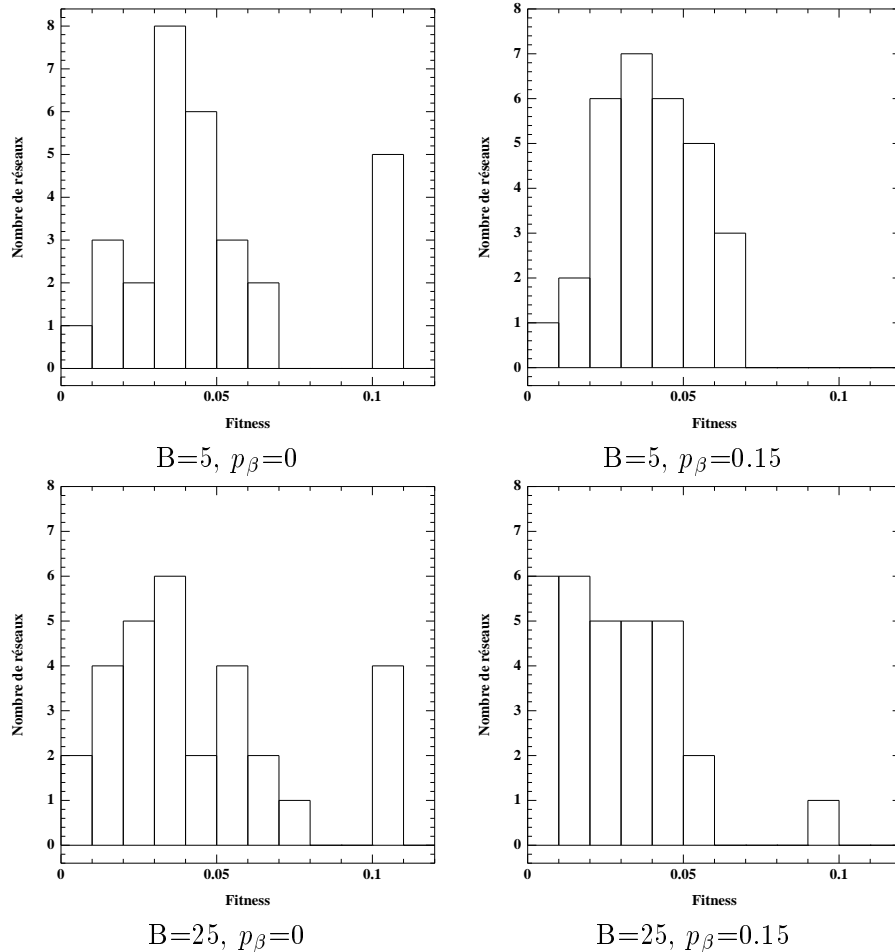 8
7
6
5
4
3
2
1
0
Nombre de réseaux
0 0.05 0.1
Fitness
B=5, pβ=0
8
7
6
5
4
3
2
1
0
Nombre de réseaux
0 0.05 0.1
Fitness
B=5, pβ=0.15
8
7
6
5
4
3
2
1
0
Nombre de réseaux
0 0.05 0.1
Fitness
B=25, pβ=0
8
7
6
5
4
3
2
1
0
Nombre de réseaux
0 0.05 0.1
Fitness
B=25, pβ=0.15